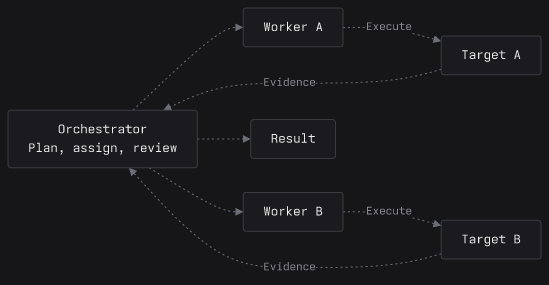 Worker A
Execute
Target A
Evidence
Orchestrator
Plan, assign, review
Result
Worker B
Execute
Target B
Evidence